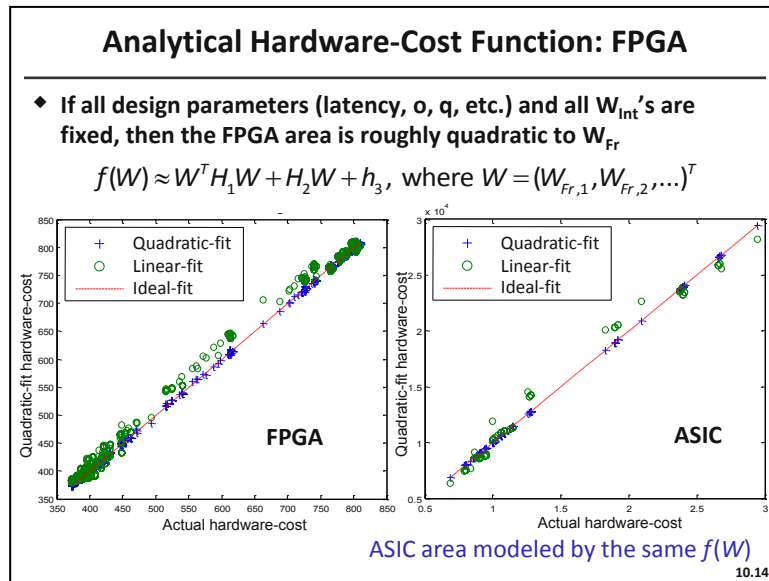 Analytical Hardware-Cost Function: FPGA
◆ If all design parameters (latency, o, q, etc.) and all W_Int's are
fixed, then the FPGA area is roughly quadratic to W_Fr
f(W) ≈ W^T H_1 W + H_2 W + h_3, where W = (W_Fr,1, W_Fr,2, ...)^T
850
800
750
700
650
600
550
500
450
400
350
Quadratic-fit hardware-cost
Quadratic-fit
Linear-fit
Ideal-fit
FPGA
350 400 450 500 550 600 650 700 750 800 850
Actual hardware-cost
x 10^4
3
2.5
2
1.5
1
0.5
Quadratic-fit hardware-cost
Quadratic-fit
Linear-fit
Ideal-fit
ASIC
0.5 1 1.5 2 2.5 3
Actual hardware-cost
ASIC area modeled by the same f(W)
10.14